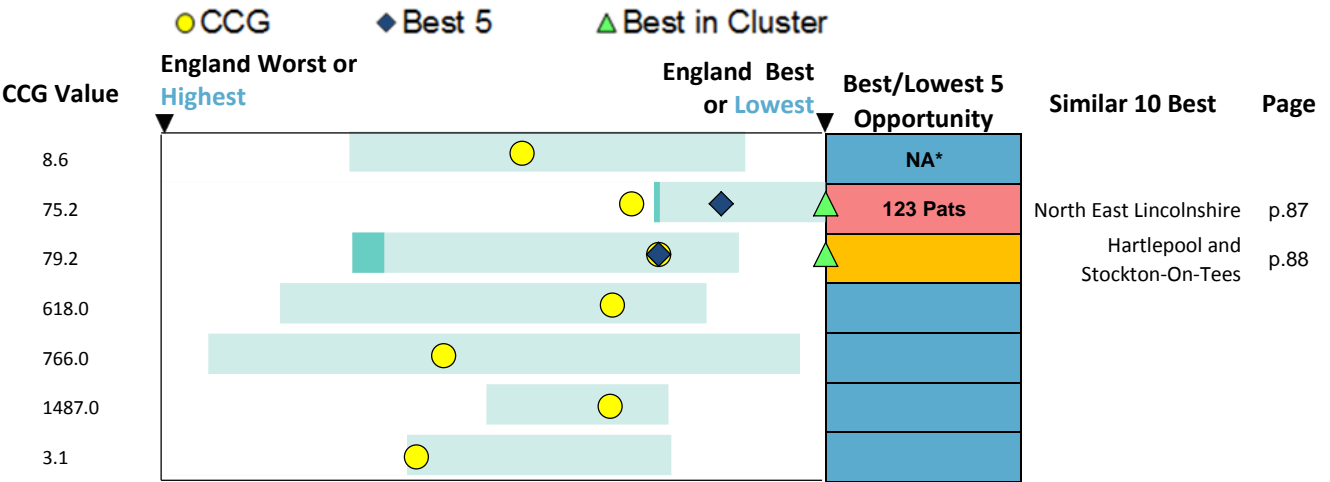 CCG Best 5 Best in Cluster
CCG Value
England Worst or
Highest
England Best
or Lowest
Best/Lowest 5
Opportunity
Similar 10 Best
Page
8.6 NA*
75.2 123 Pats North East Lincolnshire p.87
79.2 Hartlepool and
Stockton-On-Tees p.88
618.0
766.0
1487.0
3.1